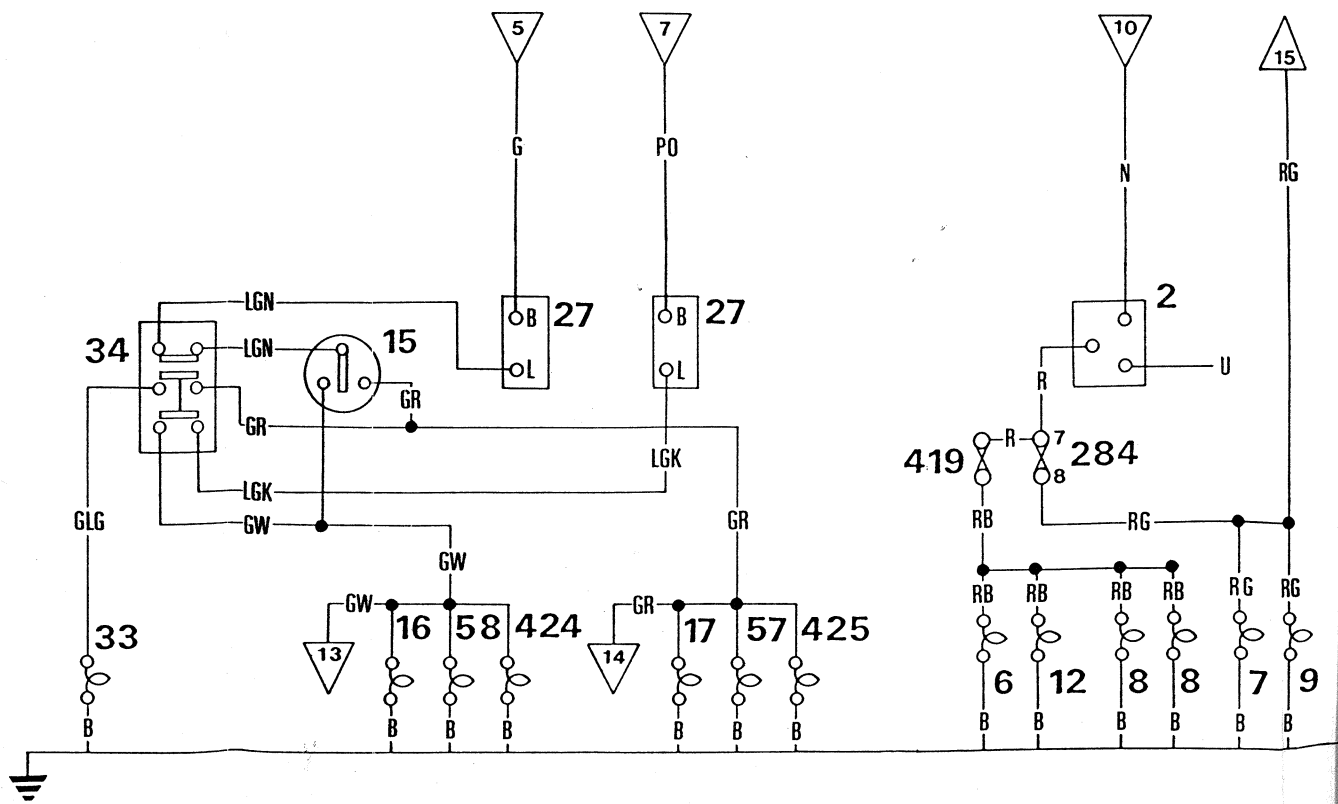 5 7 10 15
G PO N RG
LGN B 27 B 27 2
34 LGN 15 L L U
GR R
GR 7
LGK 419 R 284
LGK 8
GLG GW GR RB RG
GW
GW GR RB RB RB RB RG RG
33 13 16 58 424 14 17 57 425
6 12 8 8 7 9
B B B B B B B B B B B B B